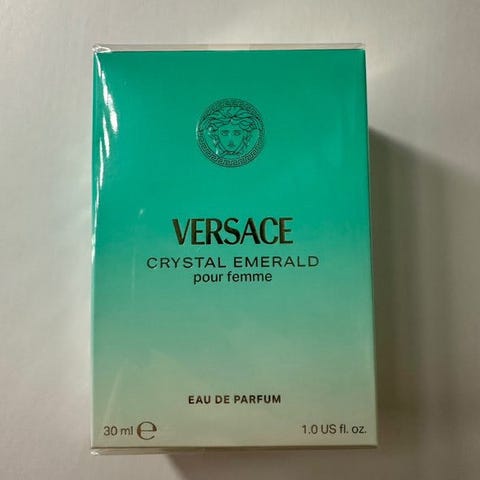 VERSACE
CRYSTAL EMERALD
pour femme
EAU DE PARFUM
30 ml ℮ 1.0 US fl. oz.